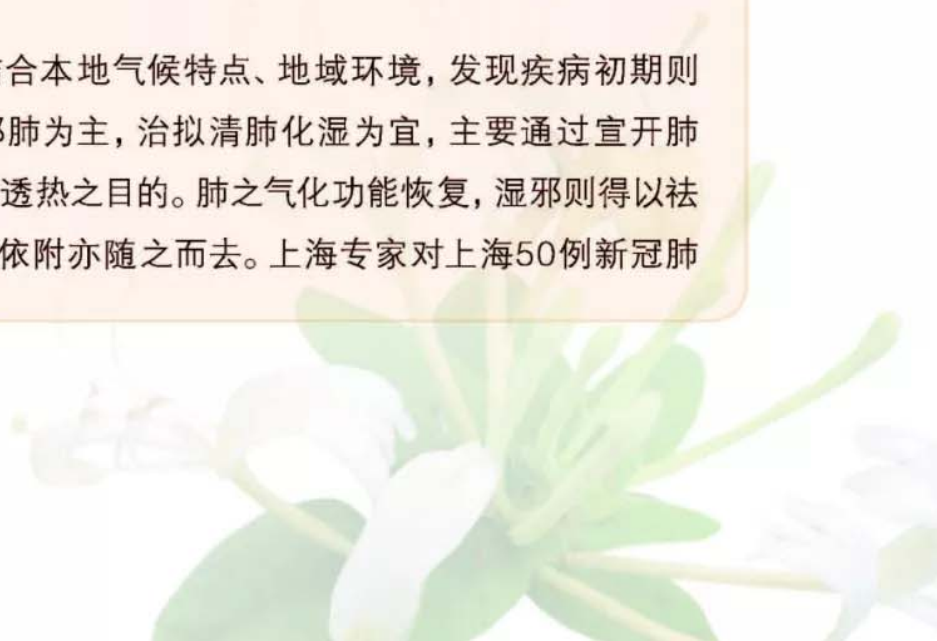 合本地气候特点、地域环境，发现疾病初期则
肺为主，治拟清肺化湿为宜，主要通过宣开肺
透热之目的。肺之气化功能恢复，湿邪则得以祛
依附亦随之而去。上海专家对上海50例新冠肺